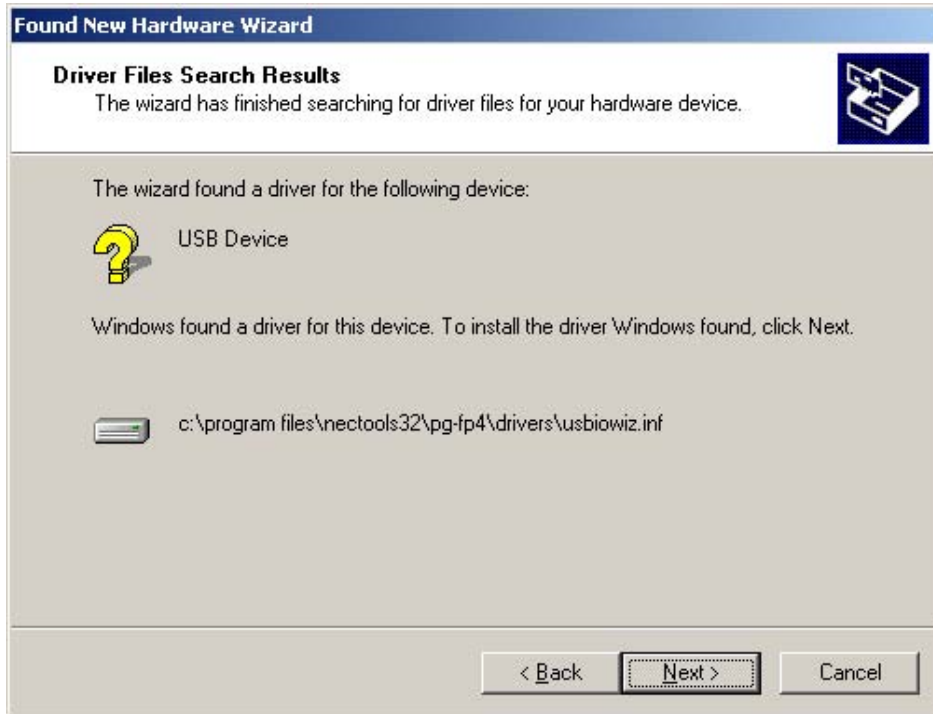 Found New Hardware Wizard
Driver Files Search Results
The wizard has finished searching for driver files for your hardware device.
The wizard found a driver for the following device:
USB Device
Windows found a driver for this device. To install the driver Windows found, click Next.
c:\program files\nectools32\pg-fp4\drivers\usbiowiz.inf
< Back Next > Cancel